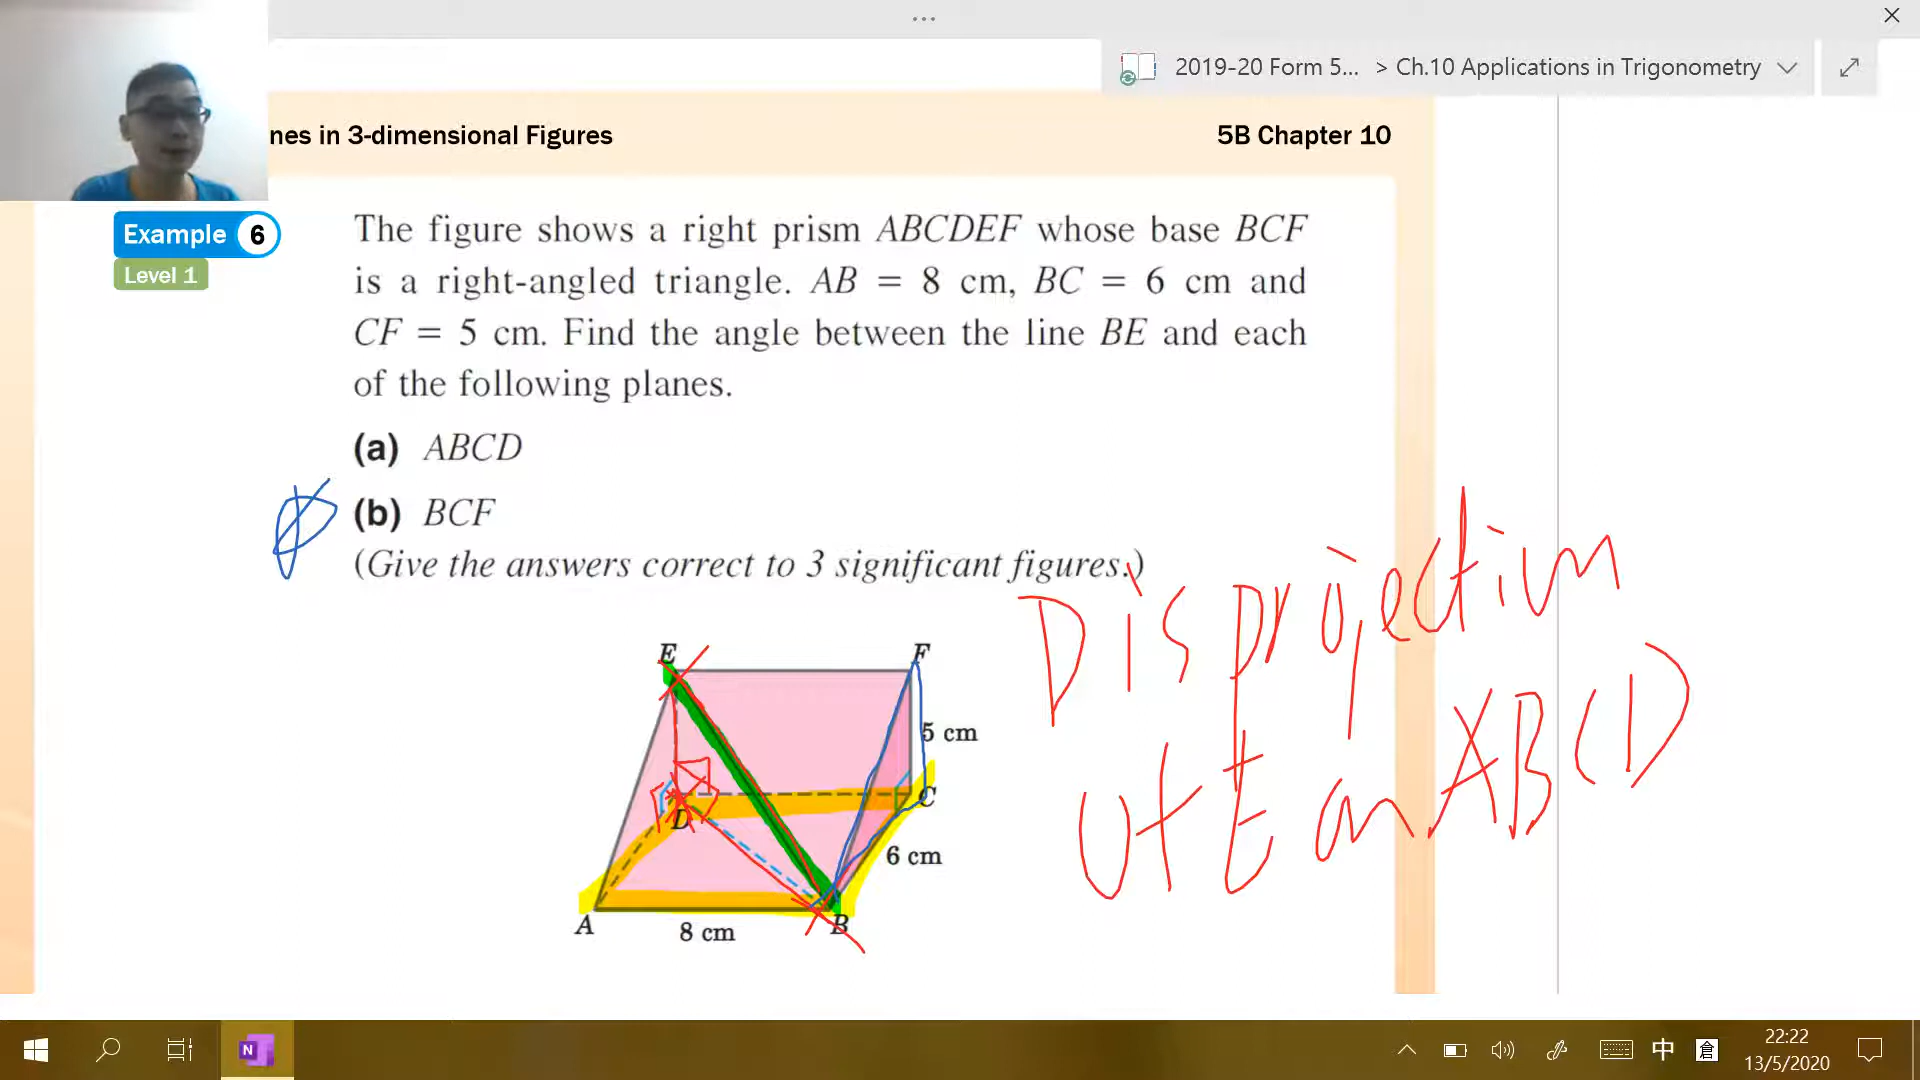 2019-20 Form 5... > Ch.10 Applications in Trigonometry
nes in 3-dimensional Figures
5B Chapter 10
Example 6
Level 1
The figure shows a right prism ABCDEF whose base BCF
is a right-angled triangle. AB = 8 cm, BC = 6 cm and
CF = 5 cm. Find the angle between the line BE and each
of the following planes.
(a) ABCD
(b) BCF
(Give the answers correct to 3 significant figures.)
D is projection
of E on ABCD
E
F
5 cm
D
C
6 cm
A
8 cm
B
N
中
倉
22:22
13/5/2020